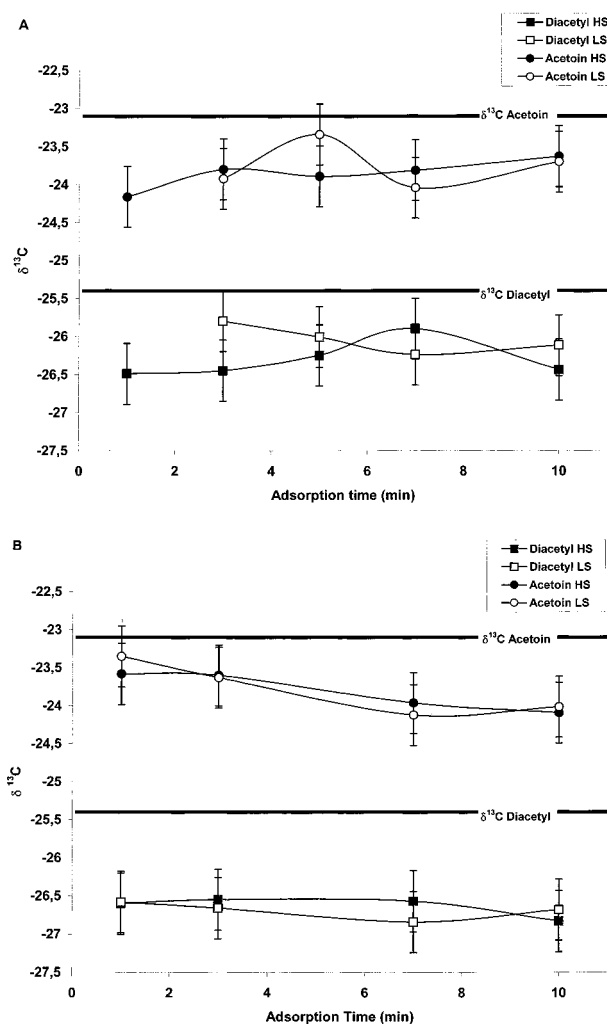 A
Diacetyl HS
Diacetyl LS
Acetoin HS
Acetoin LS
-22,5
-23
-23,5
-24
-24,5
-25
-25,5
-26
-26,5
-27
-27,5
δ¹³C
δ¹³C Acetoin
δ¹³C Diacetyl
0 2 4 6 8 10
Adsorption time (min)
B
Diacetyl HS
Diacetyl LS
Acetoin HS
Acetoin LS
-22,5
-23
-23,5
-24
-24,5
-25
-25,5
-26
-26,5
-27
-27,5
δ ¹³C
δ¹³C Acetoin
δ¹³C Diacetyl
0 2 4 6 8 10
Adsorption Time (min)